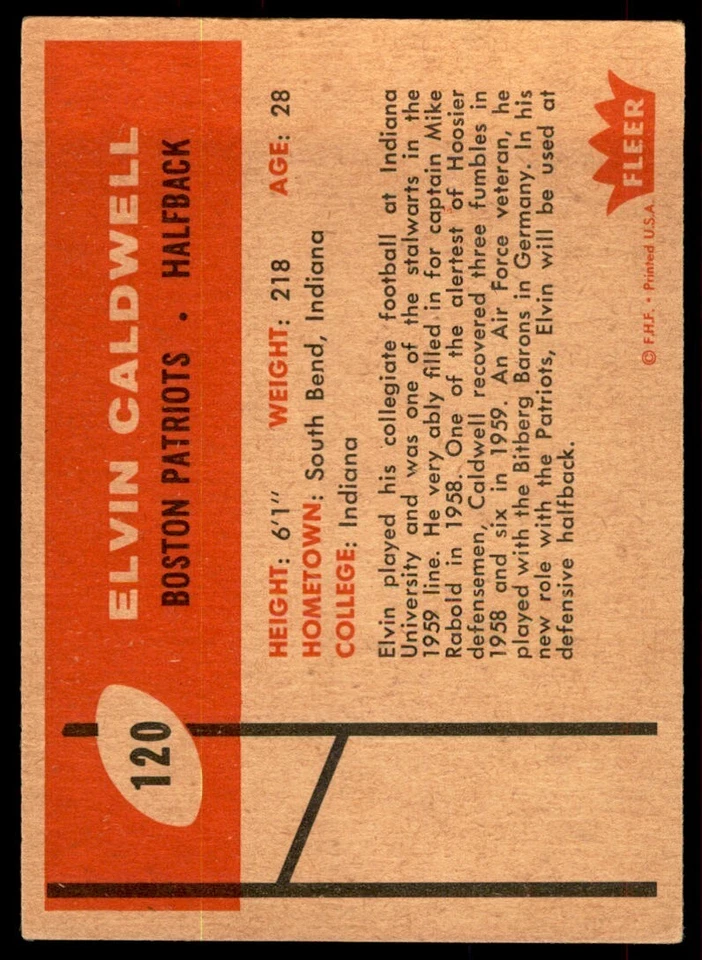 120
ELVIN CALDWELL
BOSTON PATRIOTS • HALFBACK
HEIGHT: 6'1" WEIGHT: 218 AGE: 28
HOMETOWN: South Bend, Indiana
COLLEGE: Indiana
Elvin played his collegiate football at Indiana
University and was one of the stalwarts in the
1959 line. He very ably filled in for captain Mike
Rabold in 1958. One of the alertest of Hoosier
defensemen, Caldwell recovered three fumbles in
1958 and six in 1959. An Air Force veteran, he
played with the Bitberg Barons in Germany. In his
new role with the Patriots, Elvin will be used at
defensive halfback.
FLEER
© F.H.F. • Printed U.S.A